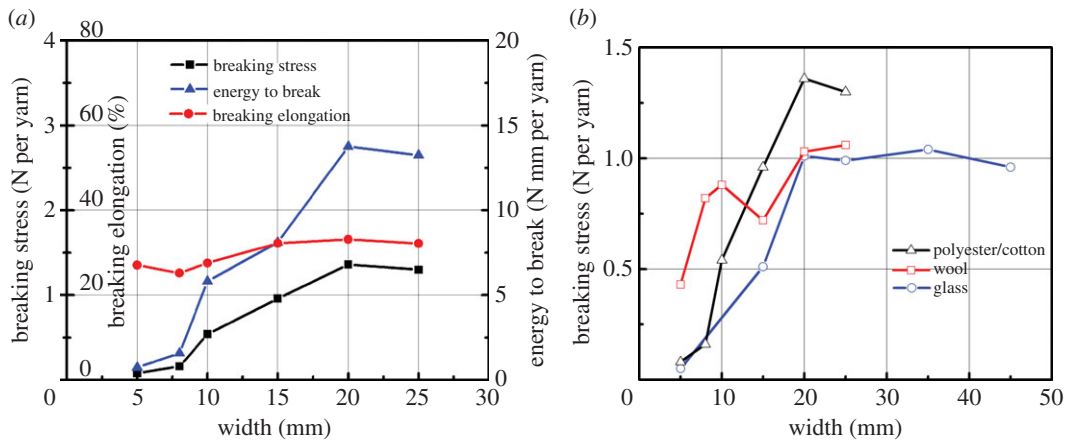 (a)
80
4
60
3
40
2
20
1
0
0
5
10
15
20
25
30
width (mm)
breaking stress (N per yarn)
breaking elongation (%)
breaking stress
energy to break
breaking elongation
20
15
10
5
0
energy to break (N mm per yarn)
(b)
1.5
1.0
0.5
0
10
20
30
40
50
width (mm)
breaking stress (N per yarn)
polyester/cotton
wool
glass